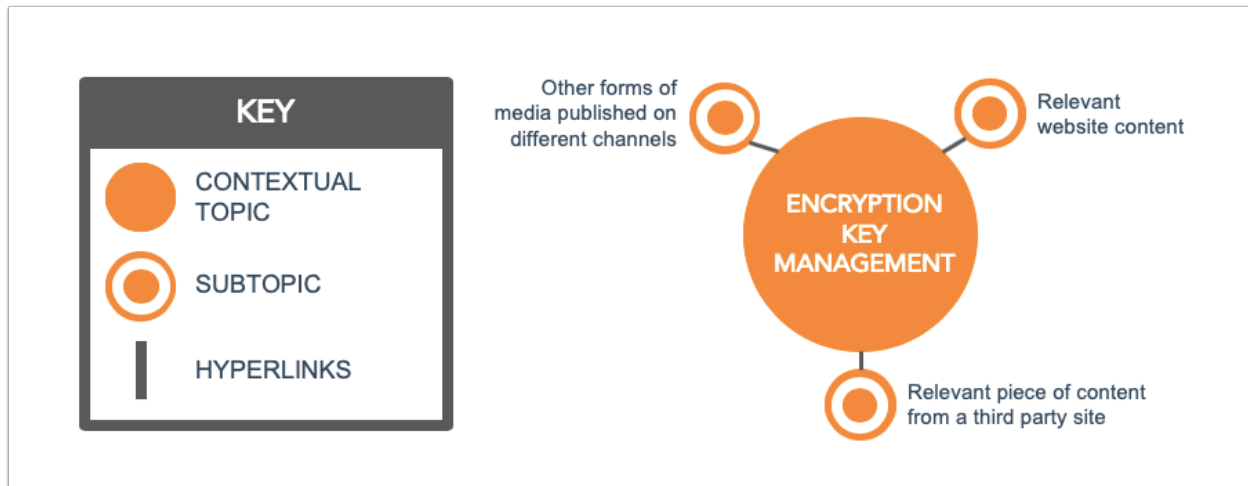 KEY
CONTEXTUAL
TOPIC
SUBTOPIC
HYPERLINKS
Other forms of
media published on
different channels
Relevant
website content
ENCRYPTION
KEY
MANAGEMENT
Relevant piece of content
from a third party site